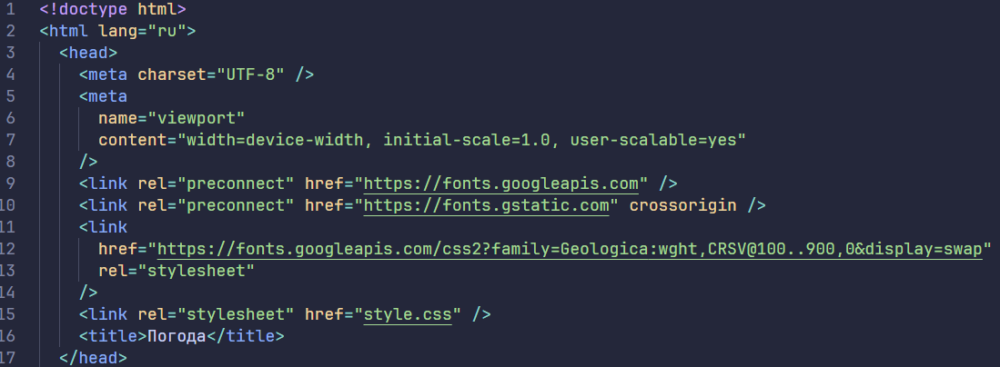 1 <!doctype html>
2 <html lang="ru">
3 <head>
4 <meta charset="UTF-8" />
5 <meta
6 name="viewport"
7 content="width=device-width, initial-scale=1.0, user-scalable=yes"
8 />
9 <link rel="preconnect" href="https://fonts.googleapis.com" />
10 <link rel="preconnect" href="https://fonts.gstatic.com" crossorigin />
11 <link
12 href="https://fonts.googleapis.com/css2?family=Geologica:wght,CRSV@100..900,0&display=swap"
13 rel="stylesheet"
14 />
15 <link rel="stylesheet" href="style.css" />
16 <title>Погода</title>
17 </head>